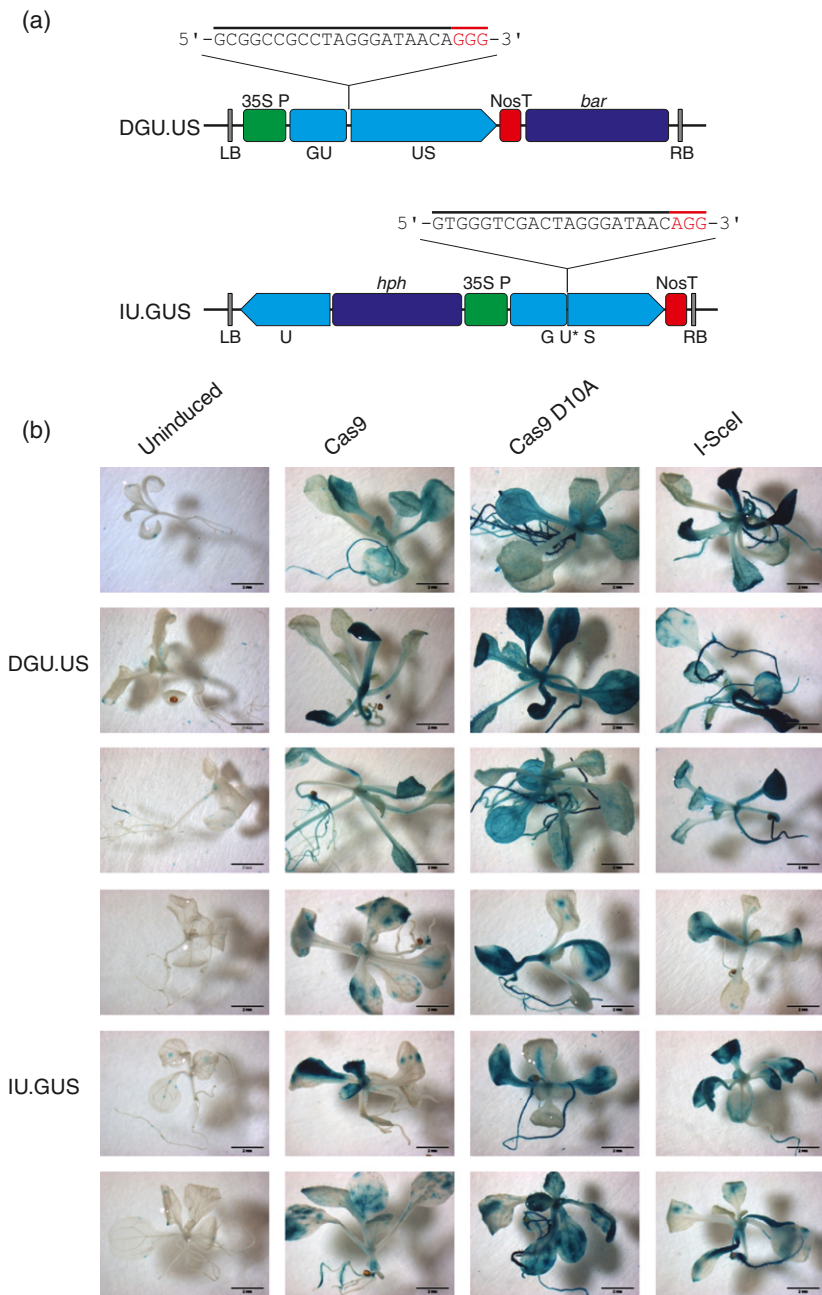 (a)
5'-GCGGCCGCCTAGGGATAACAGGG-3'
35S P NosT bar
DGU.US
LB GU US RB
5'-GTGGGTCGACTAGGGATAACAGG-3'
hph 35S P NosT
IU.GUS
LB U G U* S RB
(b)
Uninduced Cas9 Cas9 D10A I-SceI
DGU.US
IU.GUS